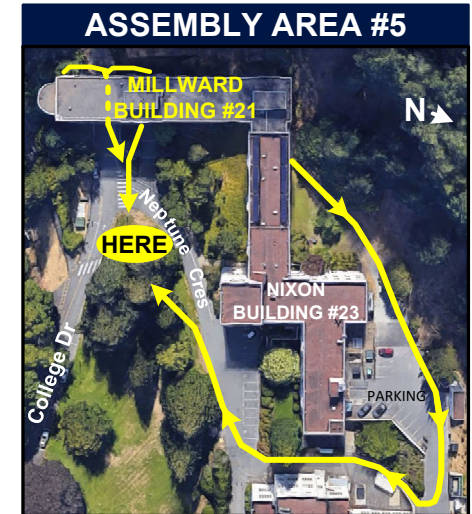 ASSEMBLY AREA #5
MILLWARD
BUILDING #21
N
Neptune Cres
HERE
NIXON
BUILDING #23
College Dr
PARKING